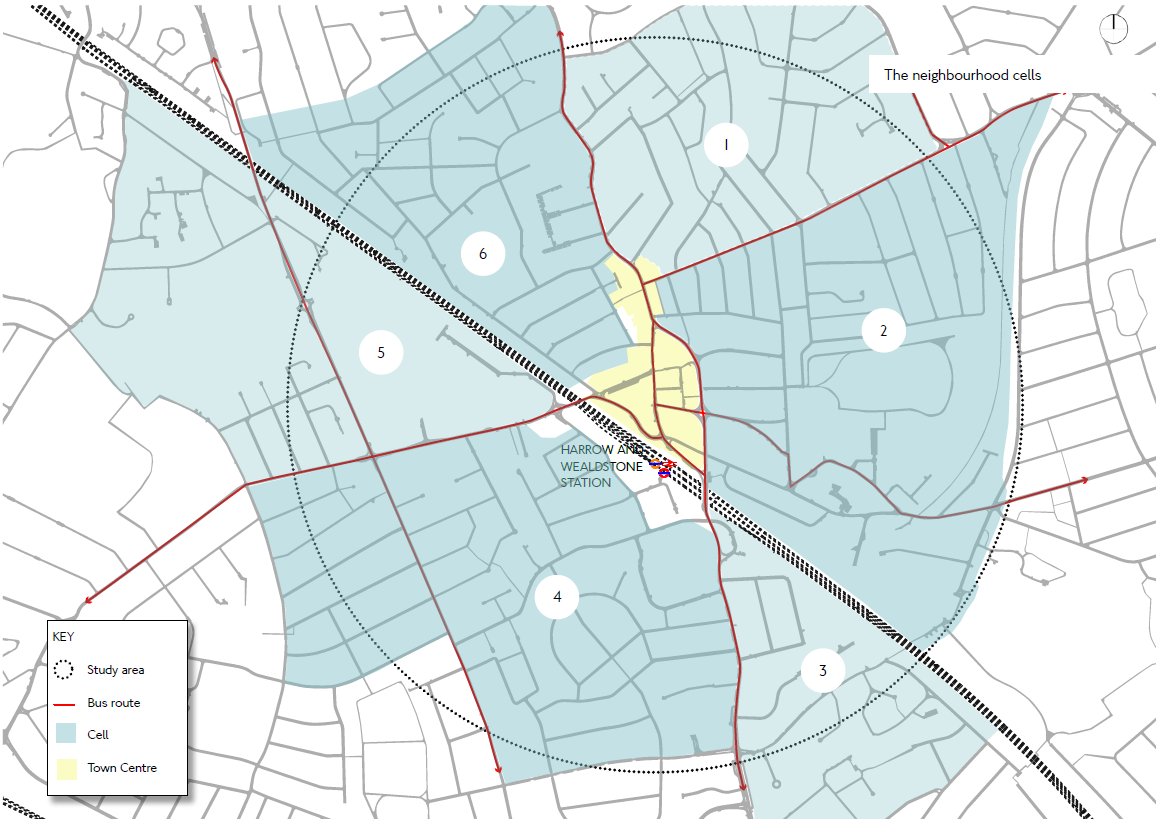 The neighbourhood cells
1
6
2
5
HARROW AND
WEALDSTONE
STATION
4
3
KEY
Study area
Bus route
Cell
Town Centre